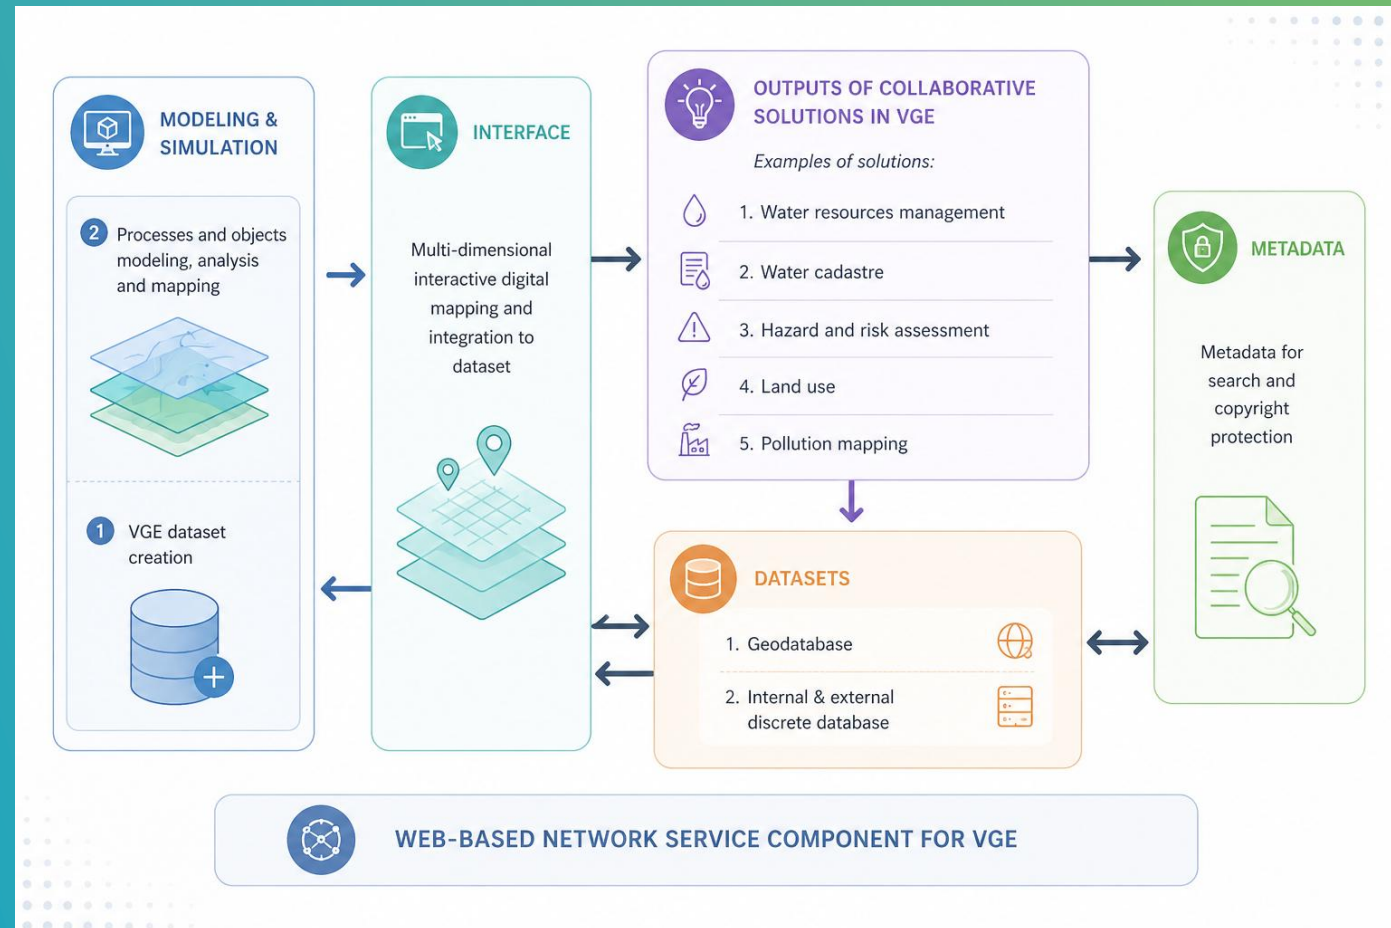 MODELING &
SIMULATION
2 Processes and objects
modeling, analysis
and mapping
1 VGE dataset
creation
INTERFACE
Multi-dimensional
interactive digital
mapping and
integration to
dataset
OUTPUTS OF COLLABORATIVE
SOLUTIONS IN VGE
Examples of solutions:
1. Water resources management
2. Water cadastre
3. Hazard and risk assessment
4. Land use
5. Pollution mapping
DATASETS
1. Geodatabase
2. Internal & external
discrete database
METADATA
Metadata for
search and
copyright
protection
WEB-BASED NETWORK SERVICE COMPONENT FOR VGE